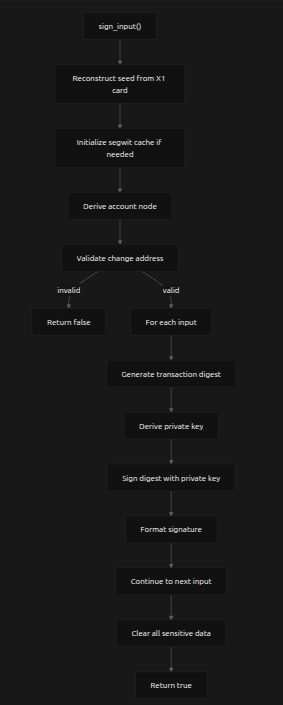 sign_input()
Reconstruct seed from X1
card
Initialize segwit cache if
needed
Derive account node
Validate change address
invalid
valid
Return false
For each input
Generate transaction digest
Derive private key
Sign digest with private key
Format signature
Continue to next input
Clear all sensitive data
Return true